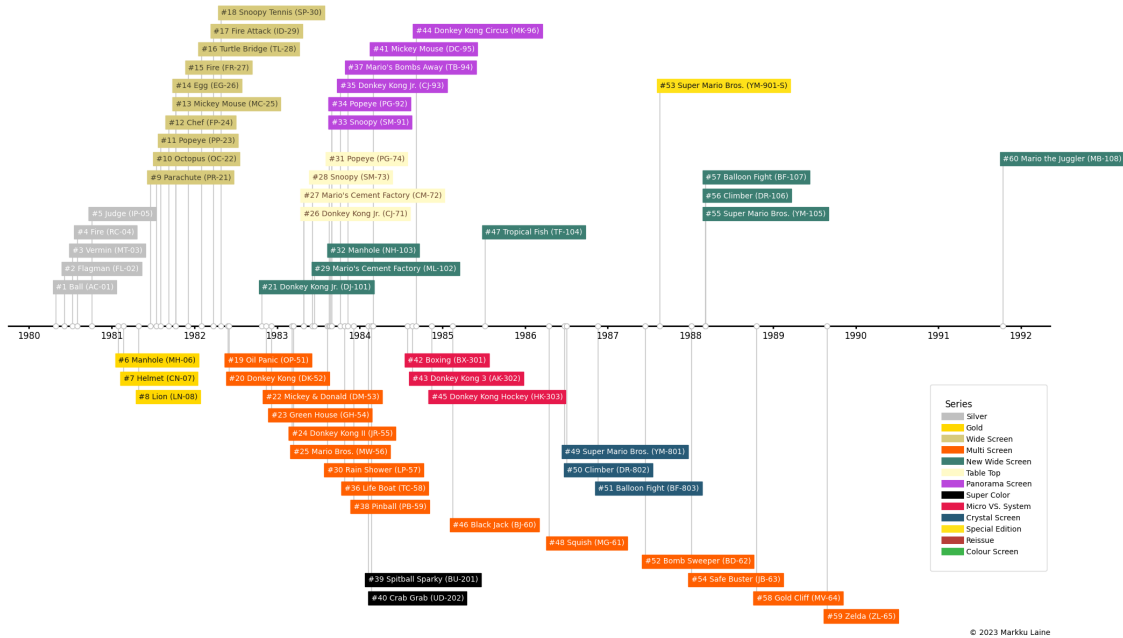 #18 Snoopy Tennis (SP-30)
#17 Fire Attack (ID-29)
#44 Donkey Kong Circus (MK-96)
#16 Turtle Bridge (TL-28)
#41 Mickey Mouse (DC-95)
#15 Fire (FR-27)
#37 Mario's Bombs Away (TB-94)
#14 Egg (EG-26)
#35 Donkey Kong Jr. (CJ-93)
#53 Super Mario Bros. (YM-901-S)
#13 Mickey Mouse (MC-25)
#34 Popeye (PG-92)
#12 Chef (FP-24)
#33 Snoopy (SM-91)
#11 Popeye (PP-23)
#10 Octopus (OC-22)
#31 Popeye (PG-74)
#60 Mario the Juggler (MB-108)
#9 Parachute (PR-21)
#28 Snoopy (SM-73)
#57 Balloon Fight (BF-107)
#27 Mario's Cement Factory (CM-72)
#56 Climber (DR-106)
#5 Judge (IP-05)
#26 Donkey Kong Jr. (CJ-71)
#55 Super Mario Bros. (YM-105)
#4 Fire (RC-04)
#47 Tropical Fish (TF-104)
#3 Vermin (MT-03)
#32 Manhole (NH-103)
#2 Flagman (FL-02)
#29 Mario's Cement Factory (ML-102)
#1 Ball (AC-01)
#21 Donkey Kong Jr. (DJ-101)
1980 1981 1982 1983 1984 1985 1986 1987 1988 1989 1990 1991 1992
#6 Manhole (MH-06)
#19 Oil Panic (OP-51)
#42 Boxing (BX-301)
#7 Helmet (CN-07)
#20 Donkey Kong (DK-52)
#43 Donkey Kong 3 (AK-302)
#8 Lion (LN-08)
#22 Mickey & Donald (DM-53)
#45 Donkey Kong Hockey (HK-303)
#23 Green House (GH-54)
#24 Donkey Kong II (JR-55)
#25 Mario Bros. (MW-56)
#49 Super Mario Bros. (YM-801)
#30 Rain Shower (LP-57)
#50 Climber (DR-802)
#36 Life Boat (TC-58)
#51 Balloon Fight (BF-803)
#38 Pinball (PB-59)
#46 Black Jack (BJ-60)
#48 Squish (MG-61)
#52 Bomb Sweeper (BD-62)
#39 Spitball Sparky (BU-201)
#54 Safe Buster (JB-63)
#40 Crab Grab (UD-202)
#58 Gold Cliff (MV-64)
#59 Zelda (ZL-65)
Series
Silver
Gold
Wide Screen
Multi Screen
New Wide Screen
Table Top
Panorama Screen
Super Color
Micro VS. System
Crystal Screen
Special Edition
Reissue
Colour Screen
© 2023 Markku Laine